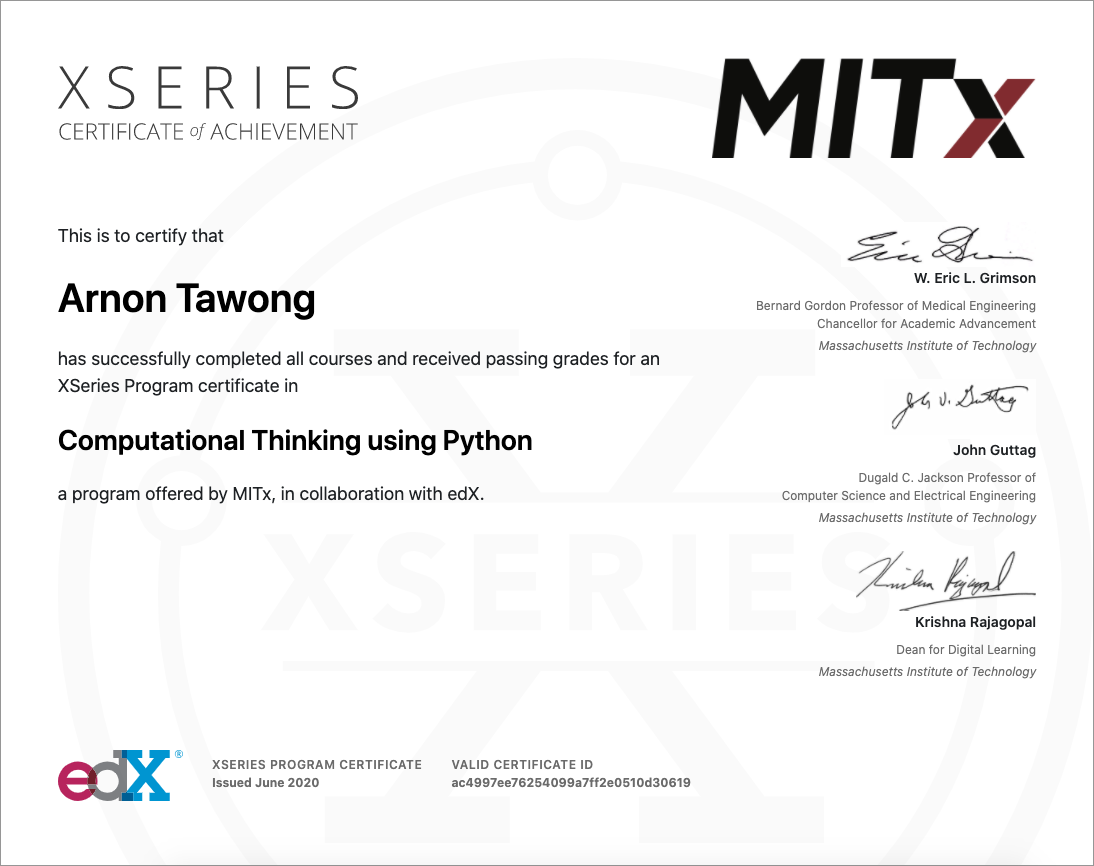 XSERIES
CERTIFICATE of ACHIEVEMENT
MITx
This is to certify that
Arnon Tawong
has successfully completed all courses and received passing grades for an
XSeries Program certificate in
Computational Thinking using Python
a program offered by MITx, in collaboration with edX.
Eric Grimson
W. Eric L. Grimson
Bernard Gordon Professor of Medical Engineering
Chancellor for Academic Advancement
Massachusetts Institute of Technology
John V. Guttag
John Guttag
Dugald C. Jackson Professor of
Computer Science and Electrical Engineering
Massachusetts Institute of Technology
Krishna Rajagopal
Krishna Rajagopal
Dean for Digital Learning
Massachusetts Institute of Technology
XSERIES
edX®
XSERIES PROGRAM CERTIFICATE
Issued June 2020
VALID CERTIFICATE ID
ac4997ee76254099a7ff2e0510d30619